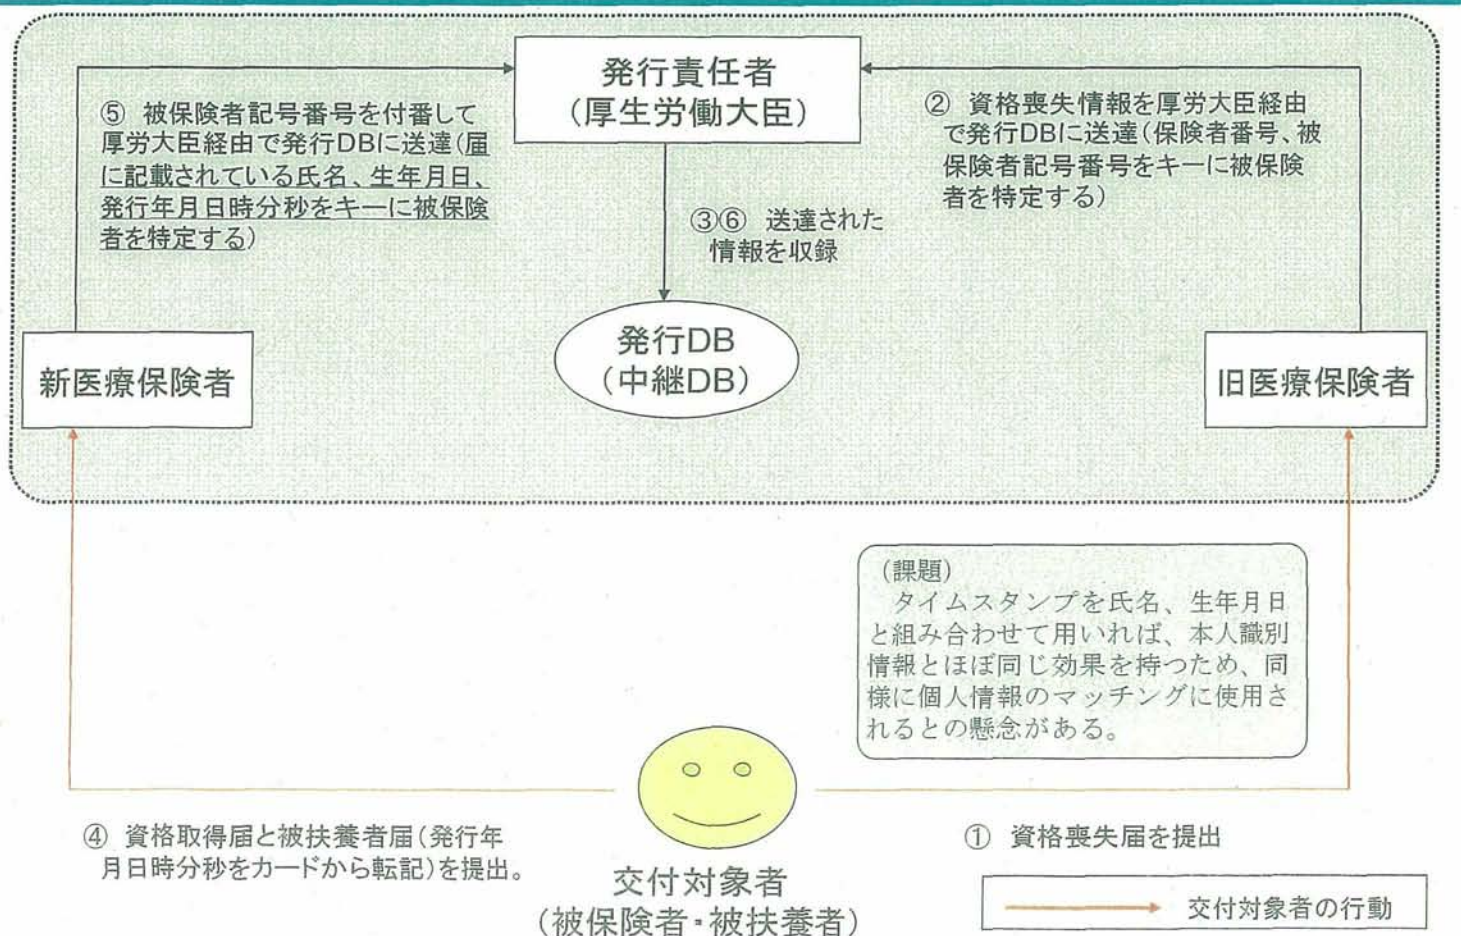 発行責任者
(厚生労働大臣)
⑤ 被保険者記号番号を付番して
厚労大臣経由で発行DBに送達(届
に記載されている氏名、生年月日、
発行年月日時分秒をキーに被保険
者を特定する)
② 資格喪失情報を厚労大臣経由
で発行DBに送達(保険者番号、被
保険者記号番号をキーに被保険
者を特定する)
③⑥ 送達された
情報を収録
発行DB
(中継DB)
新医療保険者
旧医療保険者
(課題)
タイムスタンプを氏名、生年月日
と組み合わせて用いれば、本人識別
情報とほぼ同じ効果を持つため、同
様に個人情報のマッチングに使用さ
れるとの懸念がある。
④ 資格取得届と被扶養者届(発行年
月日時分秒をカードから転記)を提出。
① 資格喪失届を提出
交付対象者
(被保険者・被扶養者)
交付対象者の行動